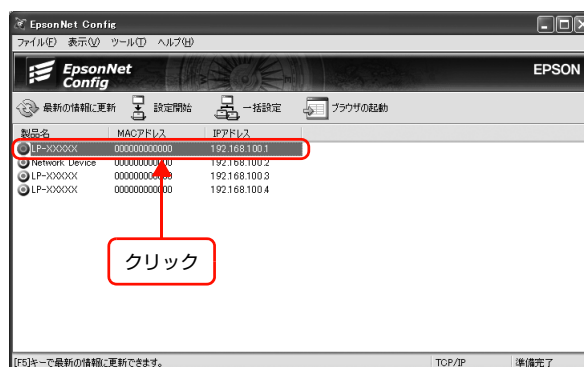 EpsonNet Config
ファイル(F) 表示(V) ツール(T) ヘルプ(H)
EpsonNet
Config
EPSON
最新の情報に更新 設定開始 一括設定 ブラウザの起動
製品名 MACアドレス IPアドレス
LP-XXXXX 000000000000 192.168.100.1
Network Device 000000000000 192.168.100.2
LP-XXXXX 000000000000 192.168.100.3
LP-XXXXX 000000000000 192.168.100.4
クリック
[F5]キーで最新の情報に更新できます。 TCP/IP 準備完了